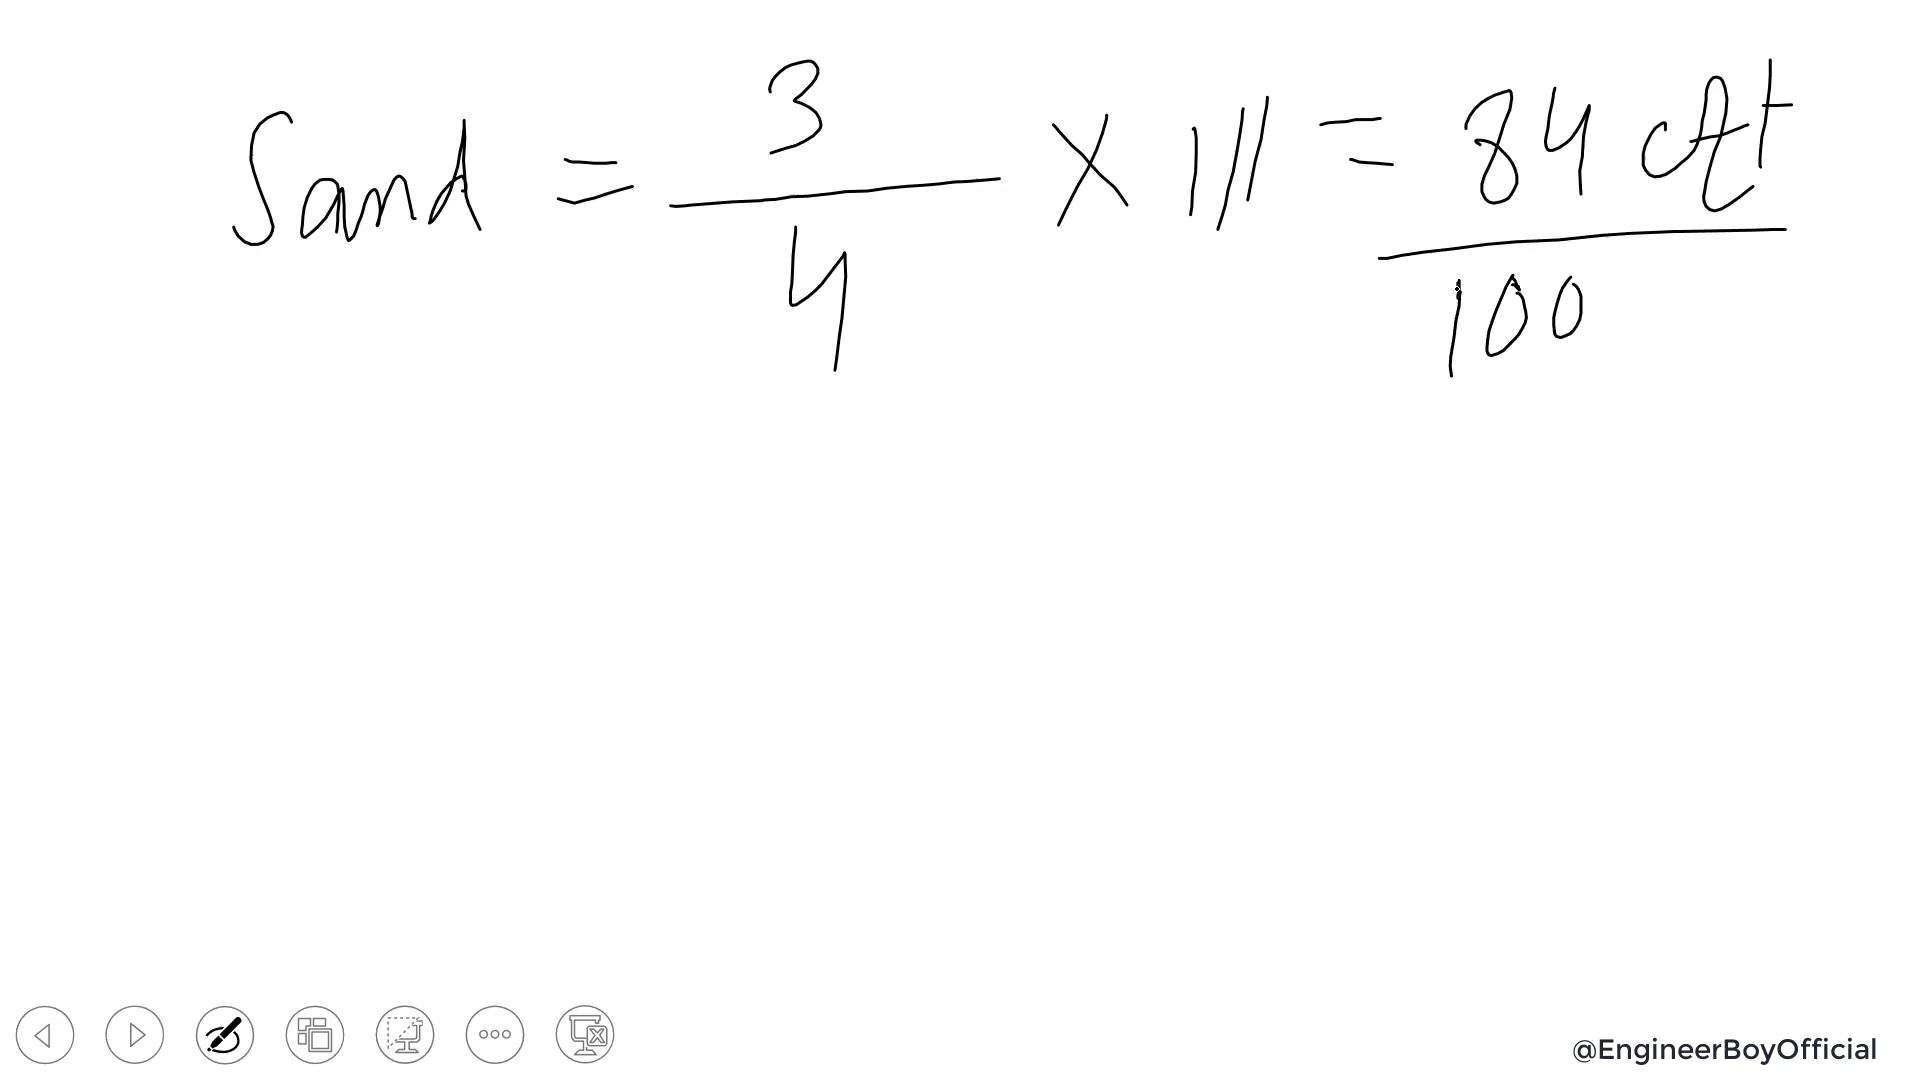 Sand = 3/4 × 111 = 84 cft
100
@EngineerBoyOfficial